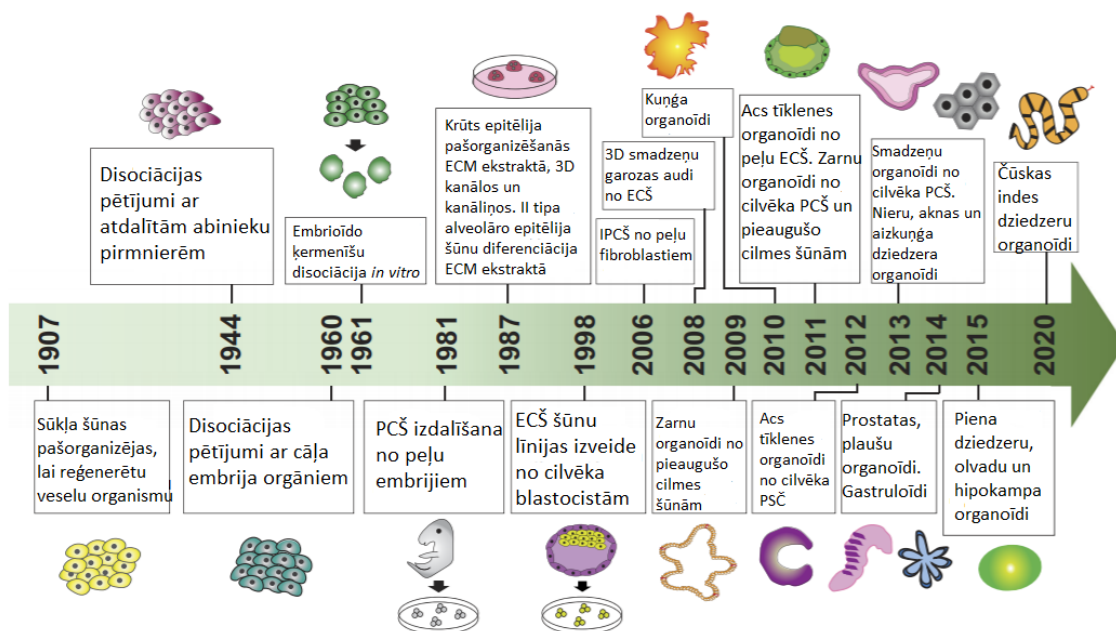 Disociācijas
pētījumi ar
atdalītām abinieku
pirmnierēm
Embrioīdo
ķermenīšu
disociācija in vitro
Krūts epitēlija
pašorganizēšanās
ECM ekstraktā, 3D
kanālos un
kanāliņos. II tipa
alveolāro epitēlija
šūnu diferenciācija
ECM ekstraktā
IPCŠ no peļu
fibroblastiem
3D smadzeņu
garozas audi
no ECŠ
Kuņģa
organoīdi
Acs tīklenes
organoīdi no
peļu ECŠ. Zarnu
organoīdi no
cilvēka PCŠ un
pieaugušo
cilmes šūnām
Smadzeņu
organoīdi no
cilvēka PCŠ.
Nieru, aknas un
aizkuņģa
dziedzera
organoīdi
Čūskas
indes
dziedzeru
organoīdi
1907
1944
1960
1961
1981
1987
1998
2006
2008
2009
2010
2011
2012
2013
2014
2015
2020
Sūkļa šūnas
pašorganizējas,
lai reģenerētu
veselu organismu
Disociācijas
pētījumi ar cāļa
embrija orgāniem
PCŠ izdalīšana
no peļu
embrijiem
ECŠ šūnu
līnijas izveide
no cilvēka
blastocistām
Zarnu
organoīdi no
pieaugušo
cilmes
šūnām
Acs
tīklenes
organoīdi
no cilvēka
PSČ
Prostatas,
plaušu
organoīdi.
Gastruloīdi
Piena
dziedzeru,
olvadu un
hipokampa
organoīdi